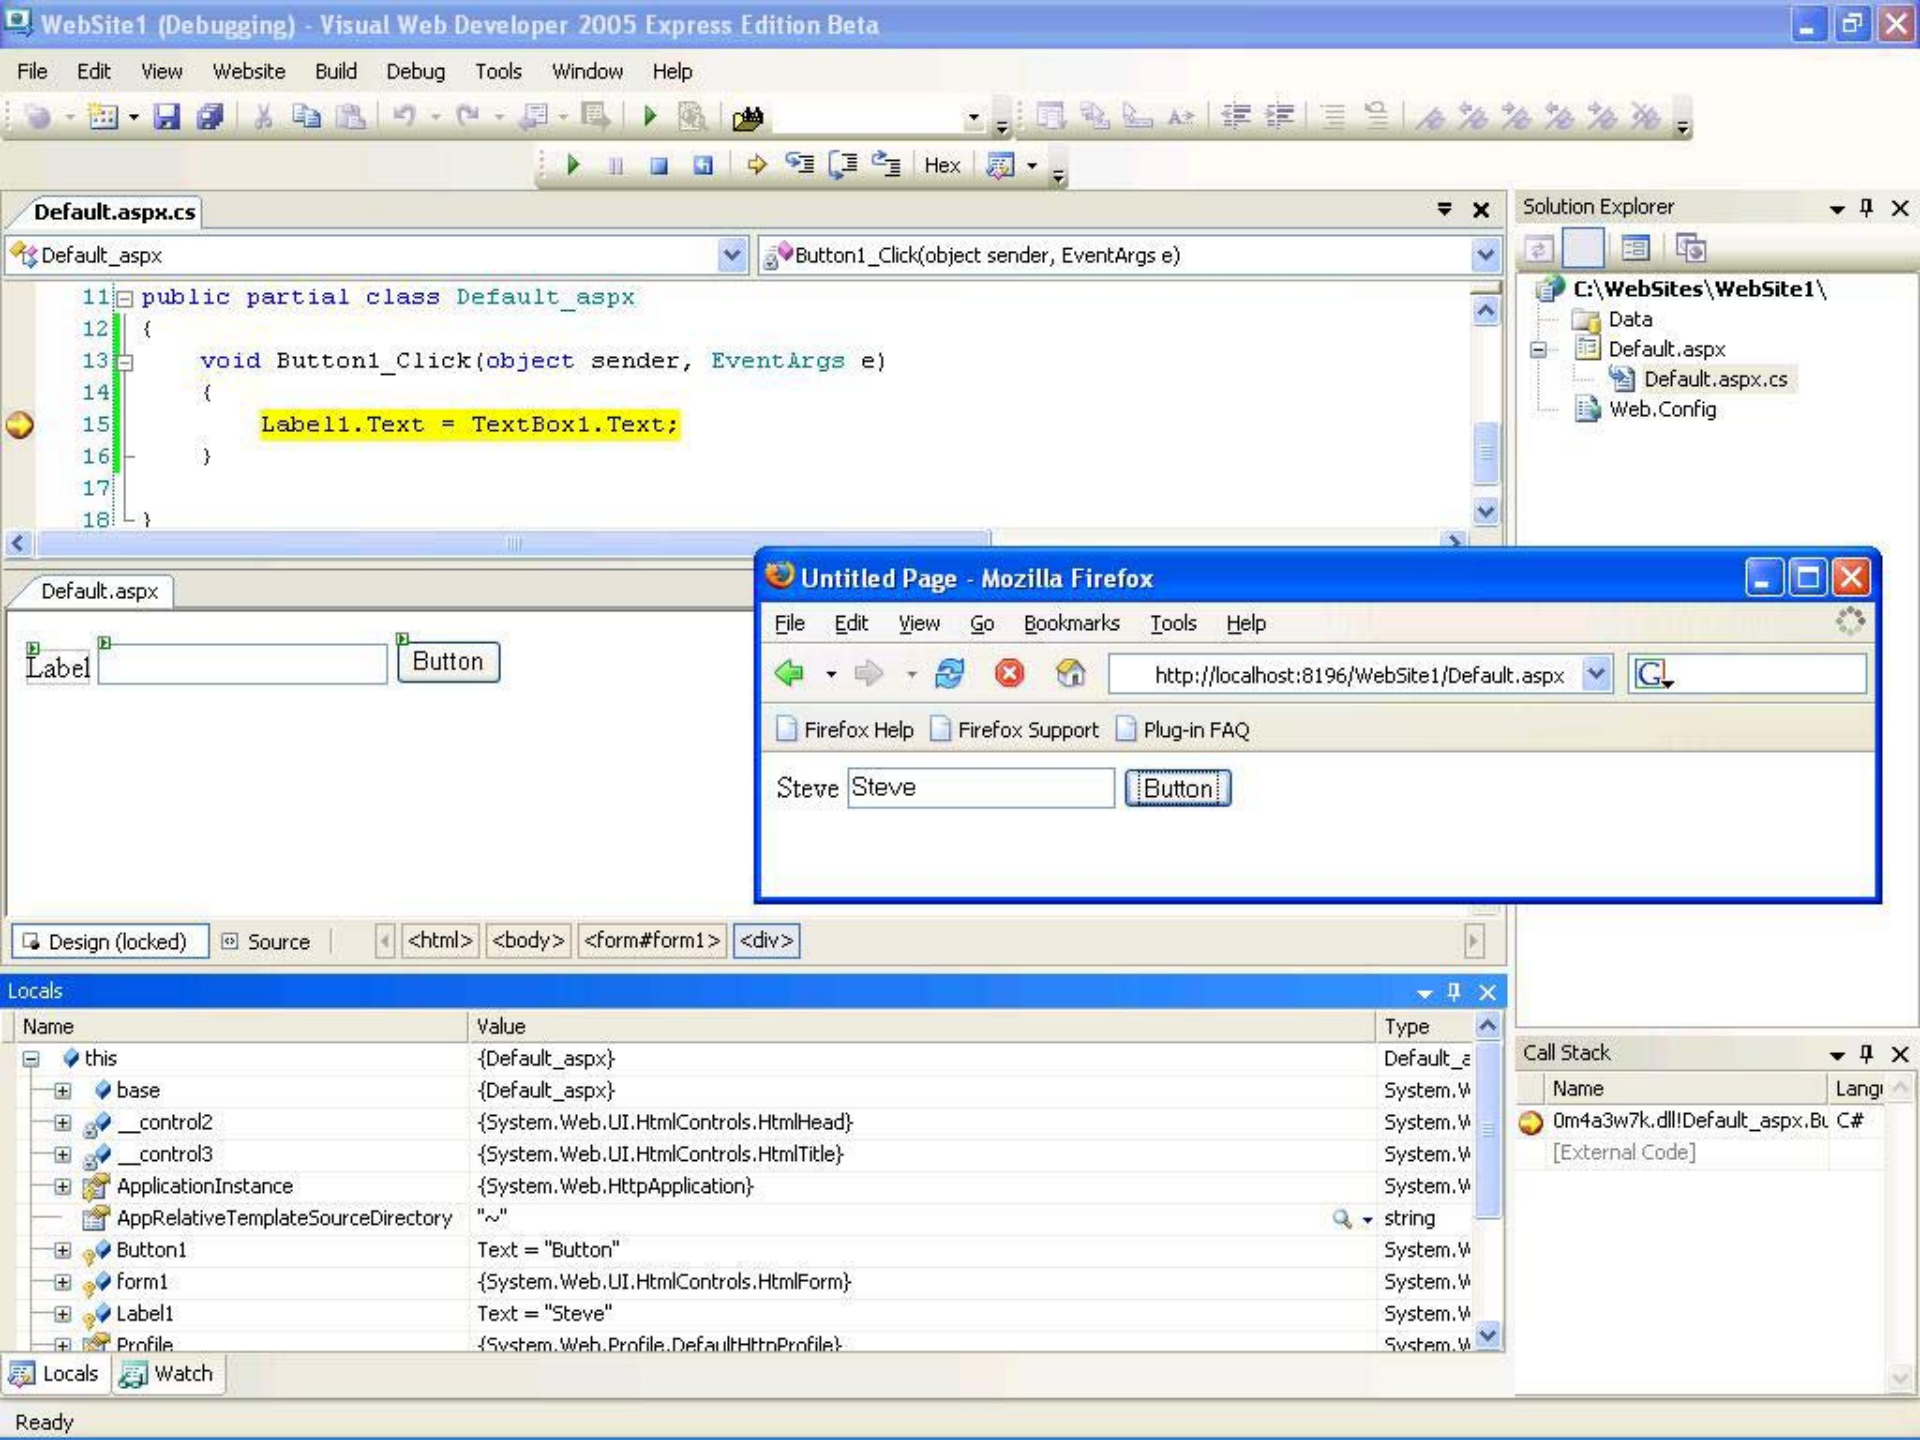 WebSite1 (Debugging) - Visual Web Developer 2005 Express Edition Beta
File Edit View Website Build Debug Tools Window Help
Hex
Default.aspx.cs
Default_aspx
Button1_Click(object sender, EventArgs e)
11 public partial class Default_aspx
12 {
13 void Button1_Click(object sender, EventArgs e)
14 {
15 Label1.Text = TextBox1.Text;
16 }
17
18 }
Solution Explorer
C:\WebSites\WebSite1\
Data
Default.aspx
Default.aspx.cs
Web.Config
Default.aspx
Label
Button
Untitled Page - Mozilla Firefox
File Edit View Go Bookmarks Tools Help
http://localhost:8196/WebSite1/Default.aspx
G
Firefox Help Firefox Support Plug-in FAQ
Steve Steve Button
Design (locked) Source <html> <body> <form#form1> <div>
Locals
Name Value Type
this {Default_aspx} Default_a
base {Default_aspx} System.W
__control2 {System.Web.UI.HtmlControls.HtmlHead} System.W
__control3 {System.Web.UI.HtmlControls.HtmlTitle} System.W
ApplicationInstance {System.Web.HttpApplication} System.W
AppRelativeTemplateSourceDirectory "~" string
Button1 Text = "Button" System.W
form1 {System.Web.UI.HtmlControls.HtmlForm} System.W
Label1 Text = "Steve" System.W
Profile {System.Web.Profile.DefaultHttpProfile} System.W
Locals Watch
Call Stack
Name Langu
0m4a3w7k.dll!Default_aspx.Bu C#
[External Code]
Ready